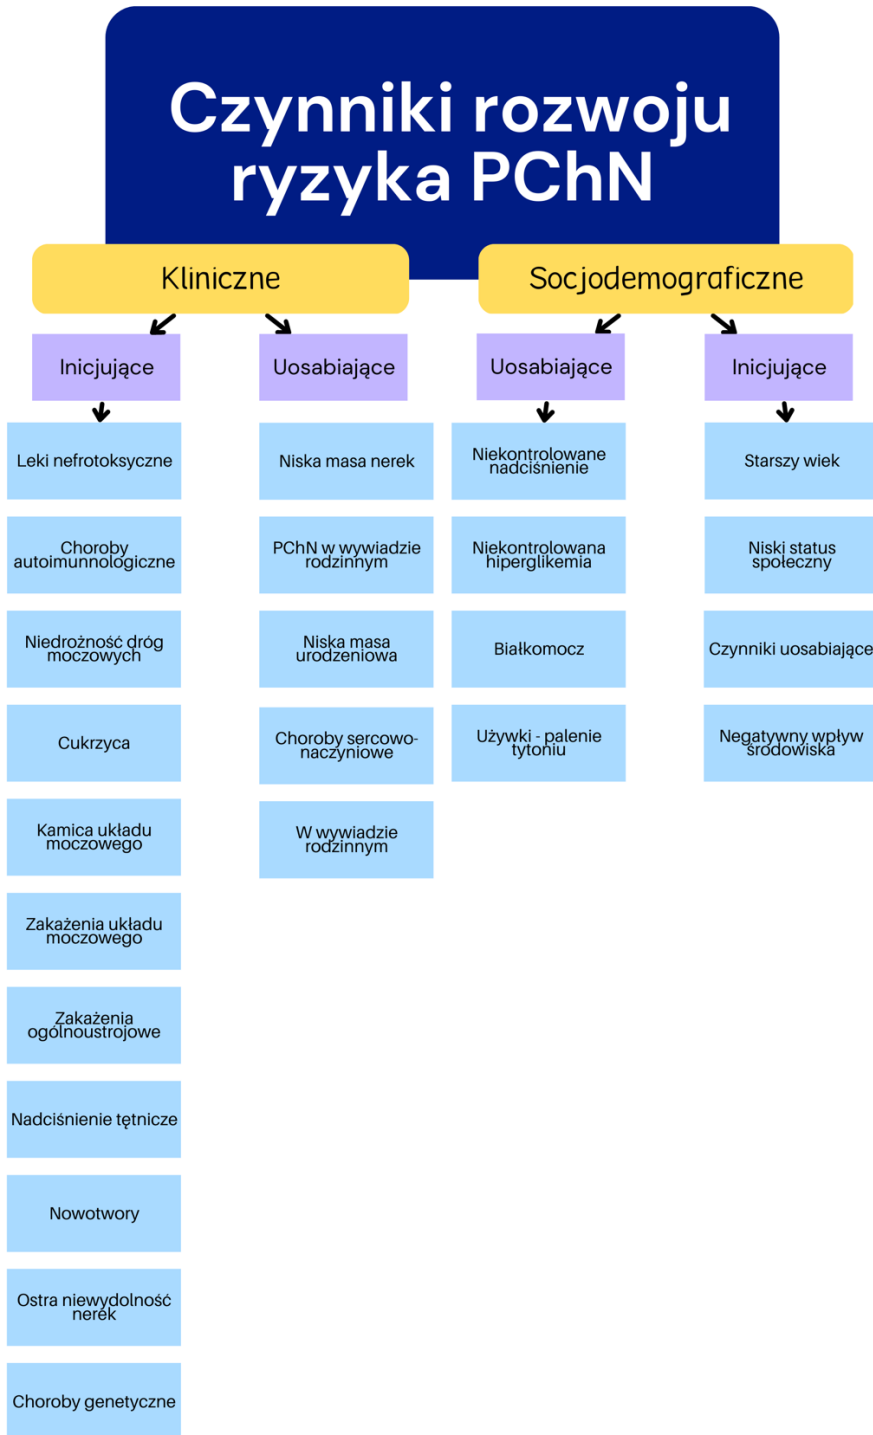 Czynniki rozwoju
ryzyka PChN
Kliniczne
Socjodemograficzne
Inicjujące
Uosabiające
Uosabiające
Inicjujące
Leki nefrotoksyczne
Choroby
autoimunnologiczne
Niedrożność dróg
moczowych
Cukrzyca
Kamica układu
moczowego
Zakażenia układu
moczowego
Zakażenia
ogólnoustrojowe
Nadciśnienie tętnicze
Nowotwory
Ostra niewydolność
nerek
Choroby genetyczne
Niska masa nerek
PChN w wywiadzie
rodzinnym
Niska masa
urodzeniowa
Choroby sercowo-
naczyniowe
W wywiadzie
rodzinnym
Niekontrolowane
nadciśnienie
Niekontrolowana
hiperglikemia
Białkomocz
Używki - palenie
tytoniu
Starszy wiek
Niski status
społeczny
Czynniki uosabiające
Negatywny wpływ
środowiska